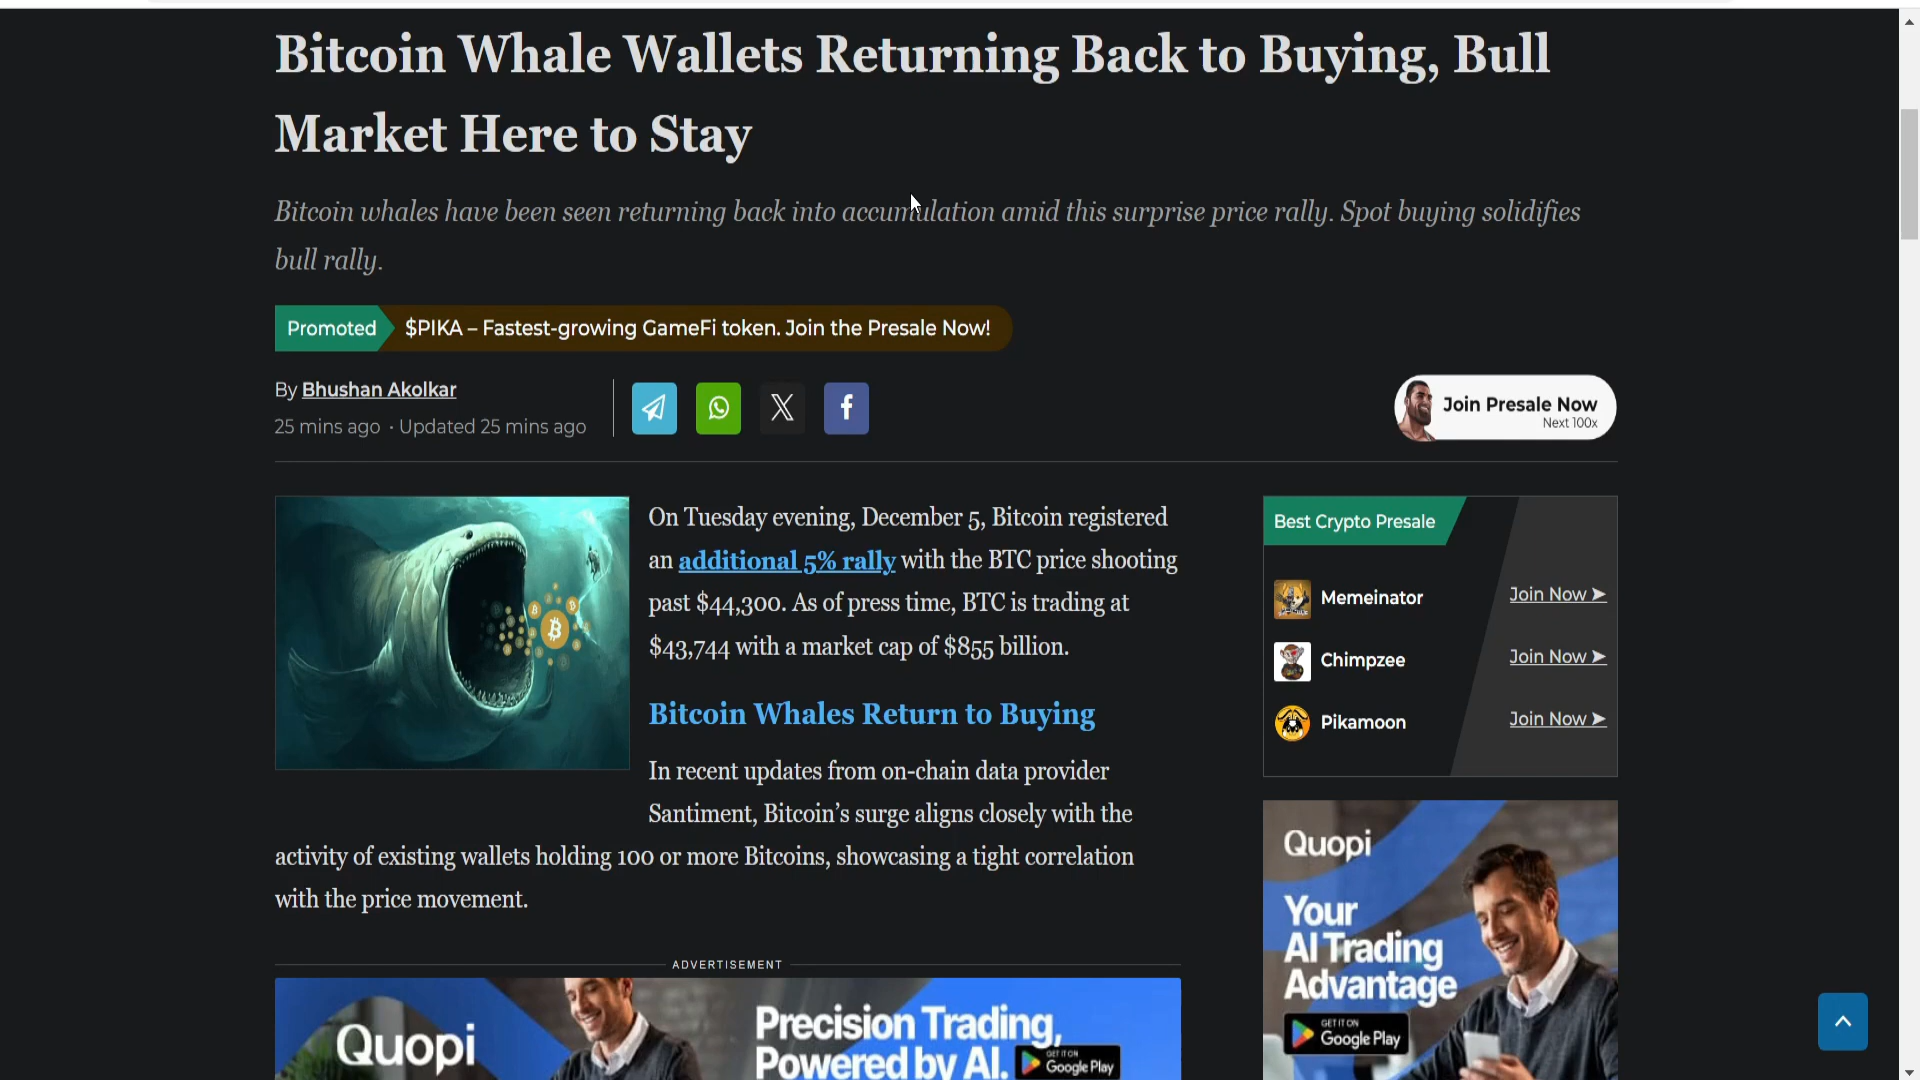 Bitcoin Whale Wallets Returning Back to Buying, Bull
Market Here to Stay
Bitcoin whales have been seen returning back into accumulation amid this surprise price rally. Spot buying solidifies
bull rally.
Promoted $PIKA – Fastest-growing GameFi token. Join the Presale Now!
By Bhushan Akolkar
25 mins ago · Updated 25 mins ago
Join Presale Now
Next 100x
On Tuesday evening, December 5, Bitcoin registered
an additional 5% rally with the BTC price shooting
past $44,300. As of press time, BTC is trading at
$43,744 with a market cap of $855 billion.
Bitcoin Whales Return to Buying
In recent updates from on-chain data provider
Santiment, Bitcoin’s surge aligns closely with the
activity of existing wallets holding 100 or more Bitcoins, showcasing a tight correlation
with the price movement.
ADVERTISEMENT
Quopi
Precision Trading,
Powered by AI.
GET IT ON
Google Play
Best Crypto Presale
Memeinator Join Now ➤
Chimpzee Join Now ➤
Pikamoon Join Now ➤
Quopi
Your
AI Trading
Advantage
GET IT ON
Google Play